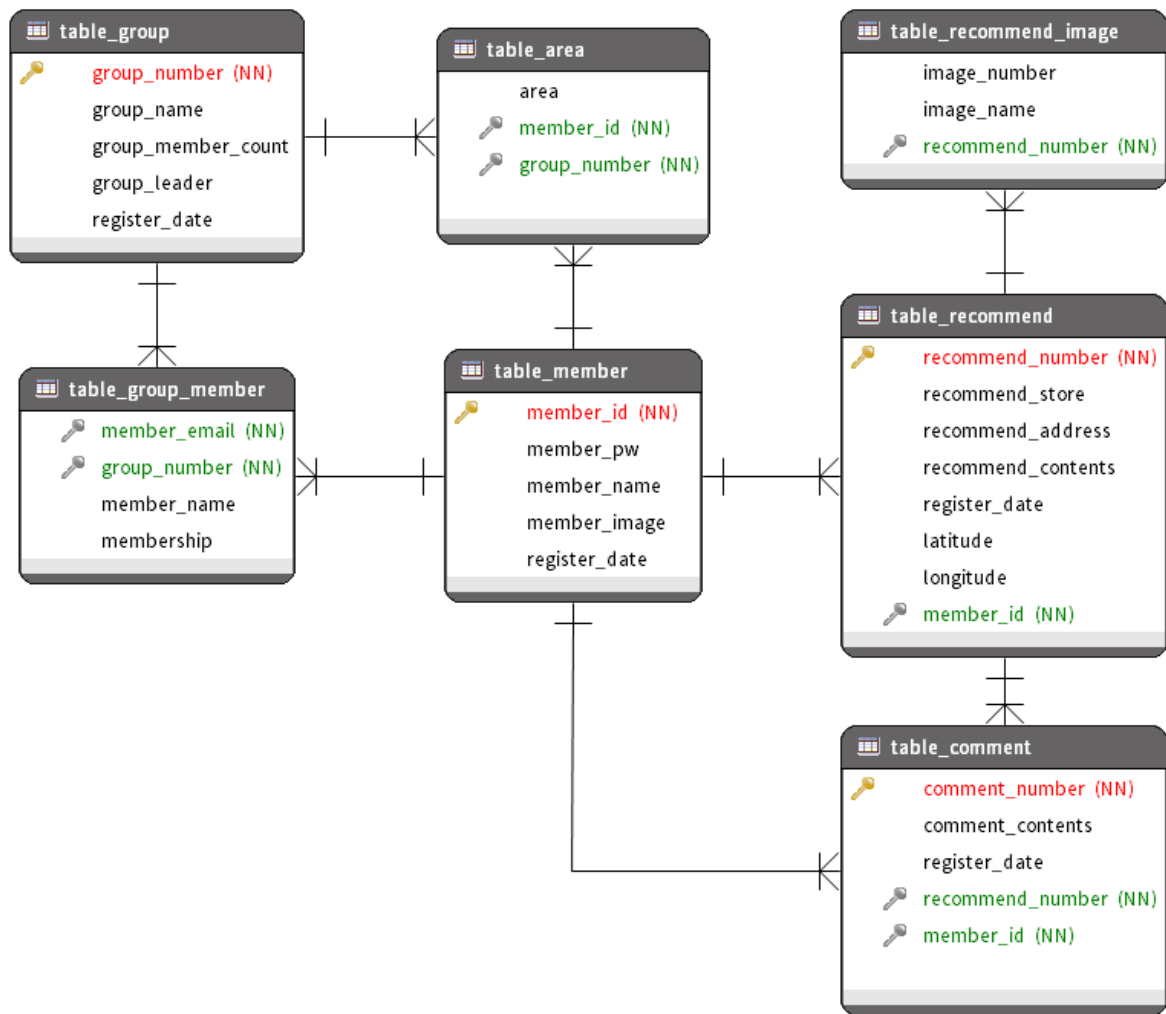 table_group
group_number (NN)
group_name
group_member_count
group_leader
register_date
table_area
area
member_id (NN)
group_number (NN)
table_recommend_image
image_number
image_name
recommend_number (NN)
table_group_member
member_email (NN)
group_number (NN)
member_name
membership
table_member
member_id (NN)
member_pw
member_name
member_image
register_date
table_recommend
recommend_number (NN)
recommend_store
recommend_address
recommend_contents
register_date
latitude
longitude
member_id (NN)
table_comment
comment_number (NN)
comment_contents
register_date
recommend_number (NN)
member_id (NN)